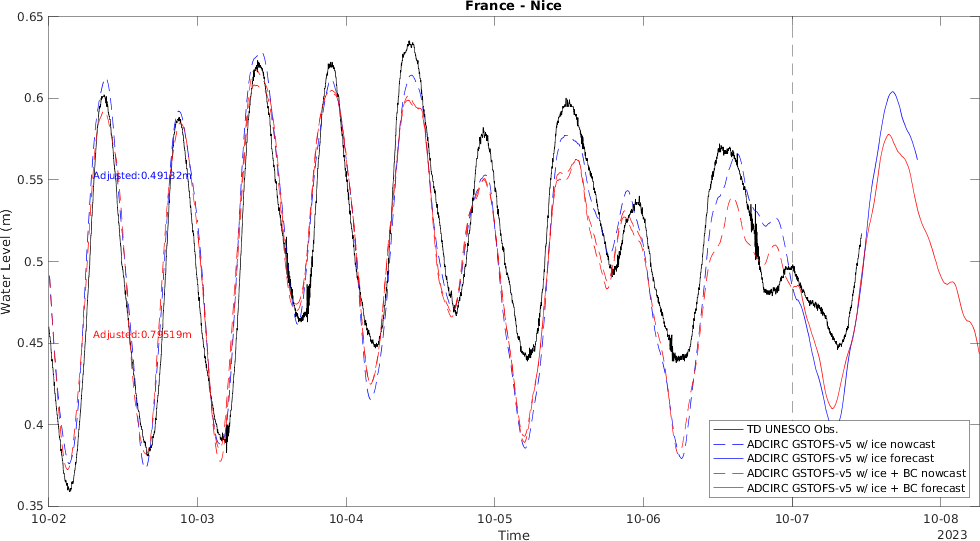 France - Nice
0.65
0.6
0.55
0.5
0.45
0.4
0.35
Water Level (m)
Adjusted:0.49132m
Adjusted:0.79519m
TD UNESCO Obs.
ADCIRC GSTOFS-v5 w/ ice nowcast
ADCIRC GSTOFS-v5 w/ ice forecast
ADCIRC GSTOFS-v5 w/ ice + BC nowcast
ADCIRC GSTOFS-v5 w/ ice + BC forecast
10-02 10-03 10-04 10-05 10-06 10-07 10-08
2023
Time